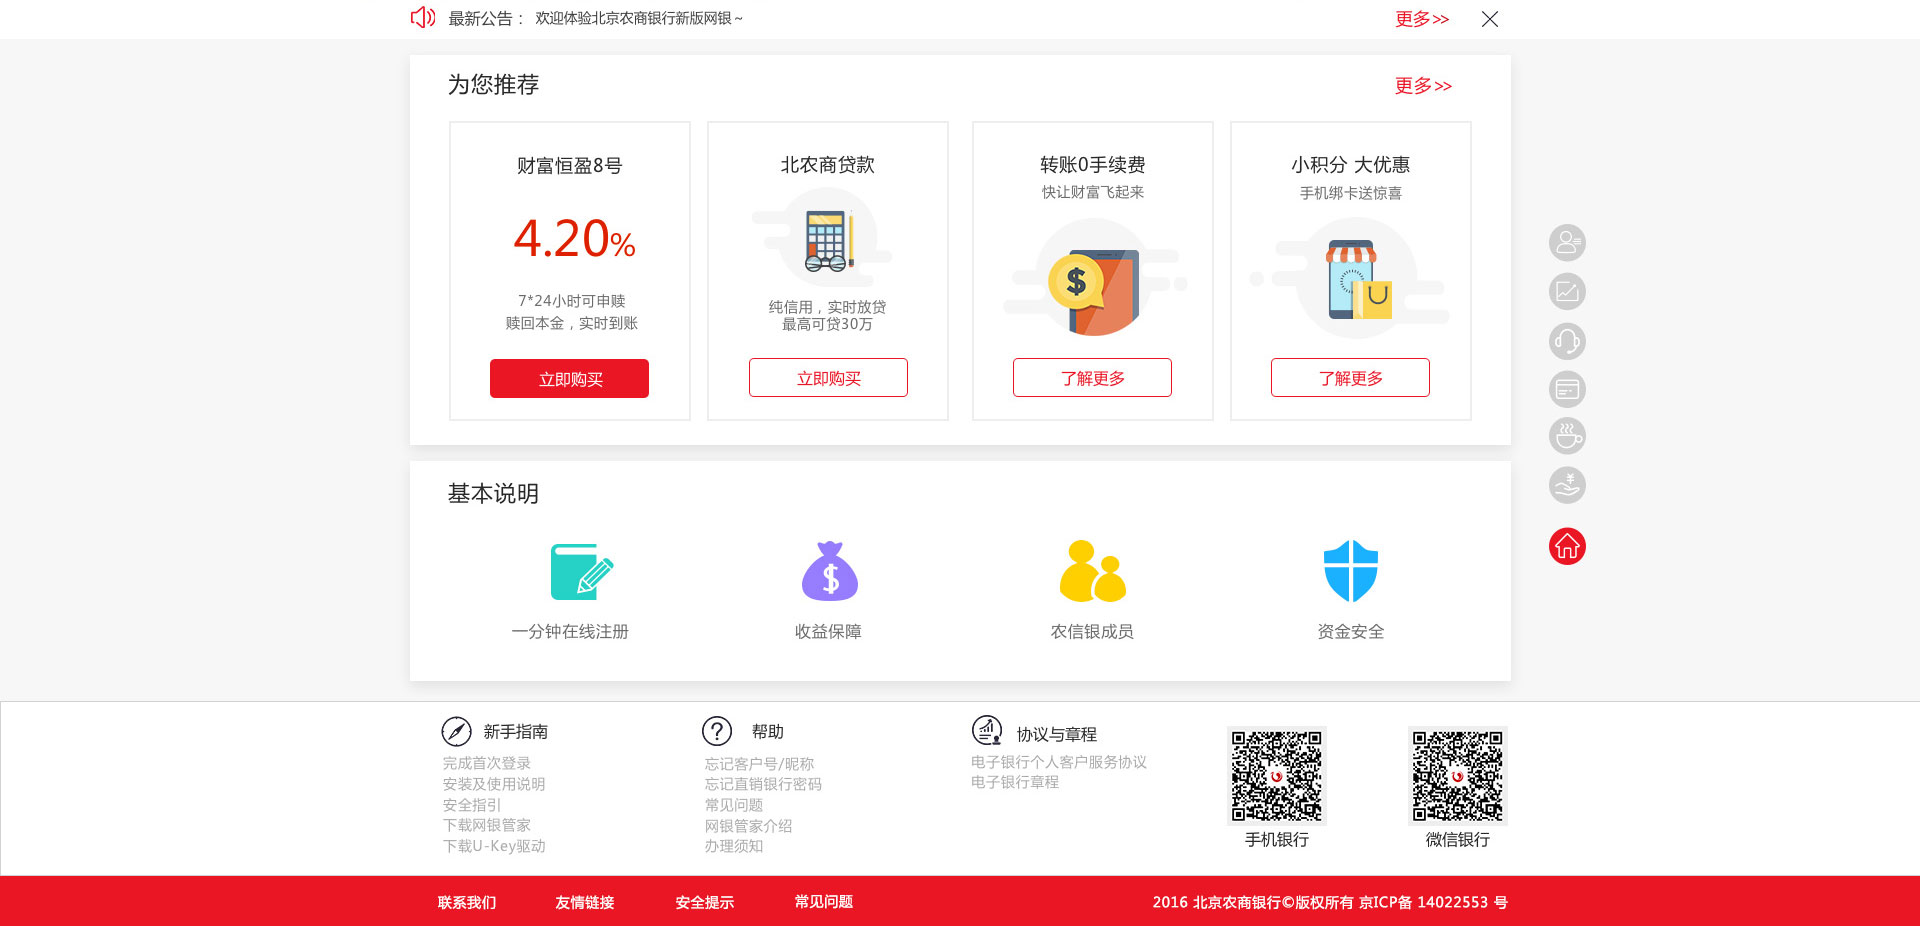 最新公告： 欢迎体验北京农商银行新版网银~ 更多>>
为您推荐 更多>>
财富恒盈8号
4.20%
7*24小时可申赎
赎回本金，实时到账
立即购买
北农商贷款
纯信用，实时放贷
最高可贷30万
立即购买
转账0手续费
快让财富飞起来
了解更多
小积分 大优惠
手机绑卡送惊喜
了解更多
基本说明
一分钟在线注册
收益保障
农信银成员
资金安全
新手指南
完成首次登录
安装及使用说明
安全指引
下载网银管家
下载U-Key驱动
帮助
忘记客户号/昵称
忘记直销银行密码
常见问题
网银管家介绍
办理须知
协议与章程
电子银行个人客户服务协议
电子银行章程
手机银行
微信银行
联系我们 友情链接 安全提示 常见问题 2016 北京农商银行©版权所有 京ICP备 14022553 号